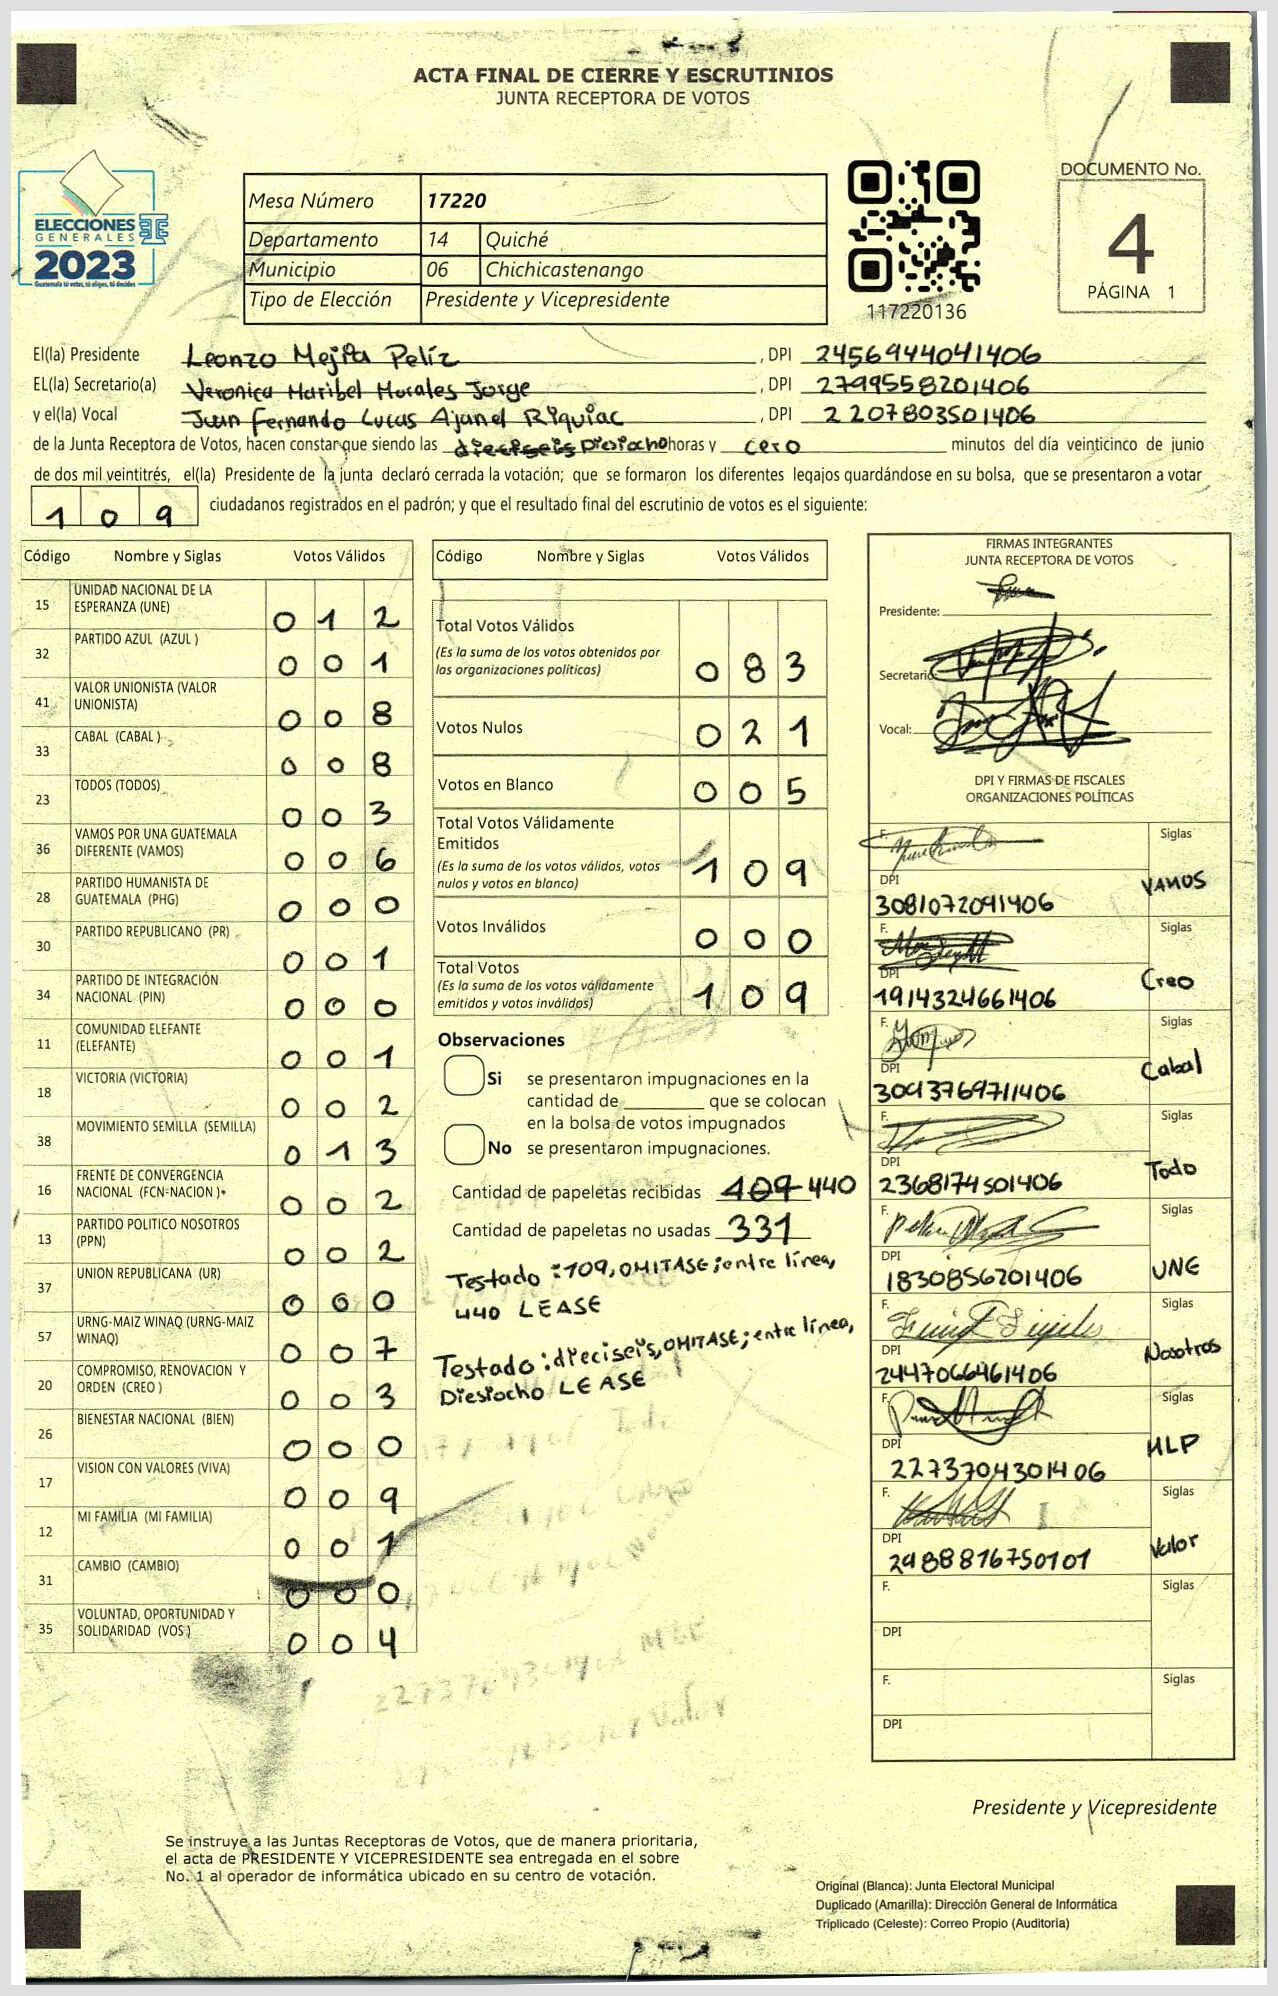 ACTA FINAL DE CIERRE Y ESCRUTINIOS
JUNTA RECEPTORA DE VOTOS
ELECCIONES
GENERALES
2023
Guatemala tú votas, tú eliges, tú decides
Mesa Número 17220
Departamento 14 Quiché
Municipio 06 Chichicastenango
Tipo de Elección Presidente y Vicepresidente
117220136
DOCUMENTO No.
4
PÁGINA 1
El(la) Presidente Leonzo Mejita Peliz , DPI 2456944041406
EL(la) Secretario(a) Veronica Maribel Morales Jorge , DPI 2799558201406
y el(la) Vocal Juan Fernando Lucas Ajanel Riquiac , DPI 2207803501406
de la Junta Receptora de Votos, hacen constar que siendo las dieciseis Diesiocho horas y cero minutos del día veinticinco de junio
de dos mil veintitrés, el(la) Presidente de la junta declaró cerrada la votación; que se formaron los diferentes legajos guardándose en su bolsa, que se presentaron a votar
109 ciudadanos registrados en el padrón; y que el resultado final del escrutinio de votos es el siguiente:
Código Nombre y Siglas Votos Válidos
15 UNIDAD NACIONAL DE LA ESPERANZA (UNE) 0 1 2
32 PARTIDO AZUL (AZUL ) 0 0 1
41 VALOR UNIONISTA (VALOR UNIONISTA) 0 0 8
33 CABAL (CABAL ) 0 0 8
23 TODOS (TODOS) 0 0 3
36 VAMOS POR UNA GUATEMALA DIFERENTE (VAMOS) 0 0 6
28 PARTIDO HUMANISTA DE GUATEMALA (PHG) 0 0 0
30 PARTIDO REPUBLICANO (PR) 0 0 1
34 PARTIDO DE INTEGRACIÓN NACIONAL (PIN) 0 0 0
11 COMUNIDAD ELEFANTE (ELEFANTE) 0 0 1
18 VICTORIA (VICTORIA) 0 0 2
38 MOVIMIENTO SEMILLA (SEMILLA) 0 1 3
16 FRENTE DE CONVERGENCIA NACIONAL (FCN-NACION ) 0 0 2
13 PARTIDO POLITICO NOSOTROS (PPN) 0 0 2
37 UNION REPUBLICANA (UR) 0 0 0
57 URNG-MAIZ WINAQ (URNG-MAIZ WINAQ) 0 0 7
20 COMPROMISO, RENOVACION Y ORDEN (CREO ) 0 0 3
26 BIENESTAR NACIONAL (BIEN) 0 0 0
17 VISION CON VALORES (VIVA) 0 0 9
12 MI FAMILIA (MI FAMILIA) 0 0 1
31 CAMBIO (CAMBIO) 0 0 0
35 VOLUNTAD, OPORTUNIDAD Y SOLIDARIDAD (VOS ) 0 0 4
Código Nombre y Siglas Votos Válidos
Total Votos Válidos
(Es la suma de los votos obtenidos por
las organizaciones políticas) 0 8 3
Votos Nulos 0 2 1
Votos en Blanco 0 0 5
Total Votos Válidamente
Emitidos
(Es la suma de los votos válidos, votos
nulos y votos en blanco) 1 0 9
Votos Inválidos 0 0 0
Total Votos
(Es la suma de los votos válidamente
emitidos y votos inválidos) 1 0 9
Observaciones
Si se presentaron impugnaciones en la
cantidad de ________ que se colocan
en la bolsa de votos impugnados
No se presentaron impugnaciones.
Cantidad de papeletas recibidas 109 440
Cantidad de papeletas no usadas 331
Testado : 109, OMITASE; entre línea,
440 LEASE
Testado : dieciseis, OMITASE; entre línea,
Diesiocho LEASE
FIRMAS INTEGRANTES
JUNTA RECEPTORA DE VOTOS
Presidente:
Secretario:
Vocal:
DPI Y FIRMAS DE FISCALES
ORGANIZACIONES POLÍTICAS
F. Siglas
DPI VAMOS
3081072091406
F. Siglas
DPI Creo
1914324661406
F. Siglas
DPI Cabal
3093769711406
F. Siglas
DPI Todo
2368174501406
F. Siglas
DPI UNE
1830856201406
F. Siglas
DPI Nosotros
2447066461406
F. Siglas
DPI MLP
2273704301406
F. Siglas
DPI Valor
2988816750101
F. Siglas
DPI
F. Siglas
DPI
Presidente y Vicepresidente
Se instruye a las Juntas Receptoras de Votos, que de manera prioritaria,
el acta de PRESIDENTE Y VICEPRESIDENTE sea entregada en el sobre
No. 1 al operador de informática ubicado en su centro de votación.
Original (Blanca): Junta Electoral Municipal
Duplicado (Amarilla): Dirección General de Informática
Triplicado (Celeste): Correo Propio (Auditoría)